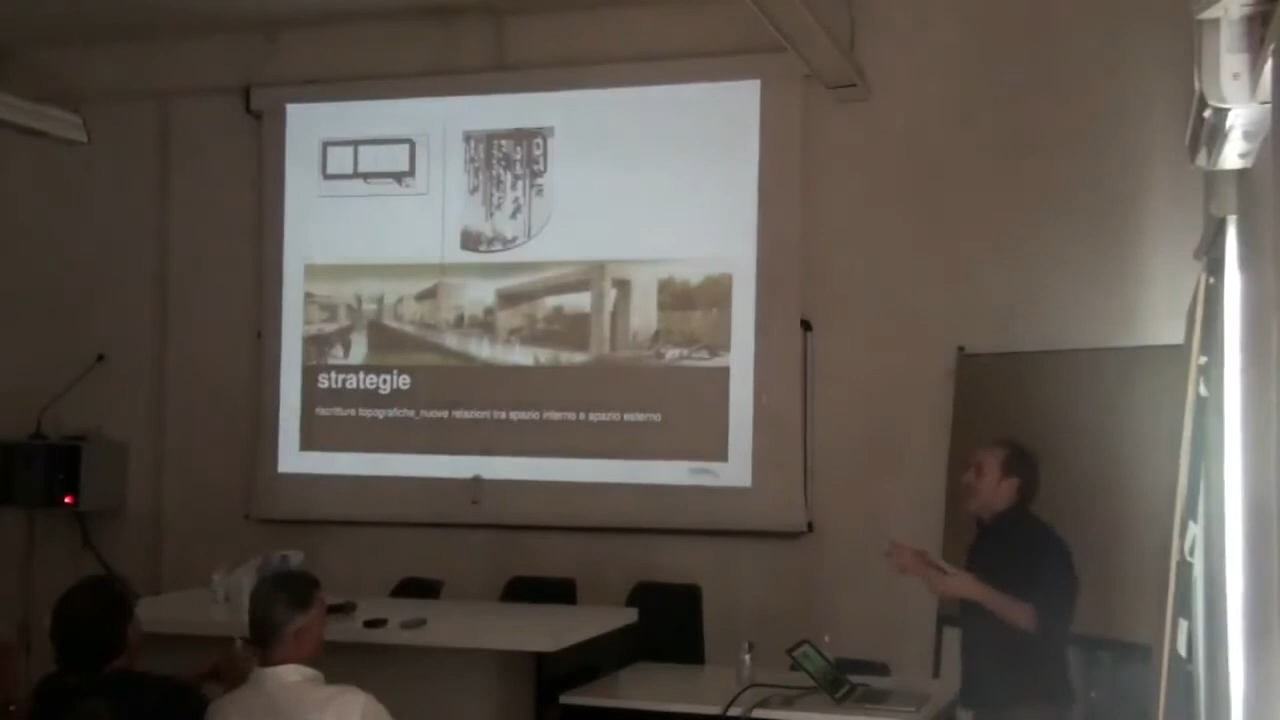 strategie
riscritture topografiche_nuove relazioni tra spazio interno e spazio esterno